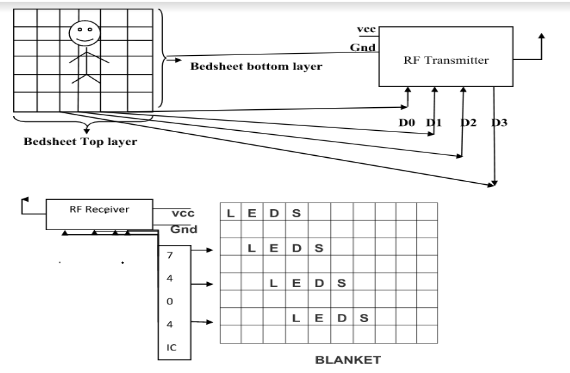 vcc
Gnd
RF Transmitter
Bedsheet bottom layer
D0 D1 D2 D3
Bedsheet Top layer
RF Receiver
vcc
Gnd
L E D S
7
L E D S
4
L E D S
0
4
L E D S
IC
BLANKET